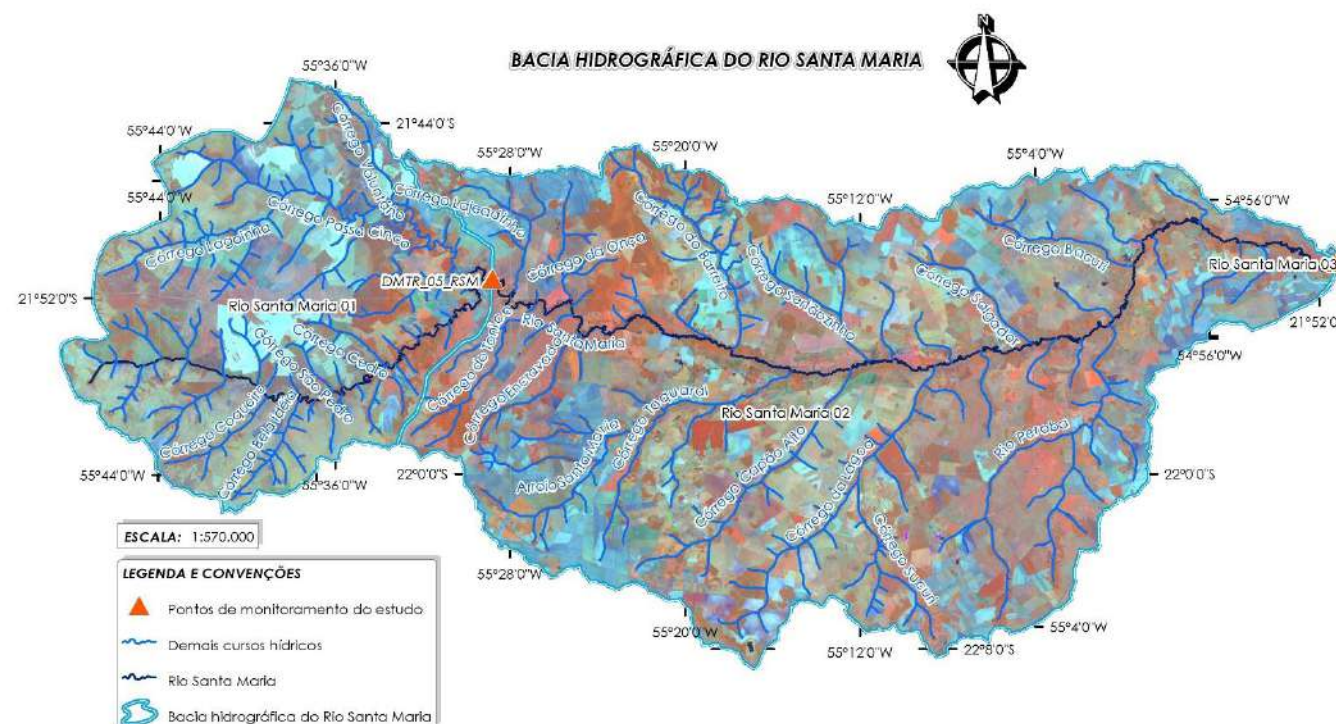 BACIA HIDROGRÁFICA DO RIO SANTA MARIA
N
55°36'0"W
55°44'0"W
21°44'0"S
55°28'0"W
55°20'0"W
55°4'0"W
55°44'0"W
55°12'0"W
54°56'0"W
Córrego Voluntário
Córrego Lajeadinho
Córrego Passa Cinco
Córrego Lagoinha
Córrego da Onça
Córrego do Barreto
Córrego Sertãozinho
Córrego Bacuri
Córrego Salgador
DMTR_05_RSM
Rio Santa Maria 03
21°52'0"S
Rio Santa Maria 01
Rio Santa Maria
21°52'0"
54°56'0"W
Córrego Cedro
Córrego São Pedro
Córrego Encravado
Córrego Taquaral
Rio Santa Maria 02
Rio Peroba
Arroio Santa Maria
Córrego Capão Alto
Córrego da Lagoa
Córrego Sucuri
55°44'0"W
55°36'0"W
22°0'0"S
22°0'0"S
55°28'0"W
55°20'0"W
55°12'0"W
55°4'0"W
22°8'0"S
ESCALA: 1:570.000
LEGENDA E CONVENÇÕES
Pontos de monitoramento do estudo
Demais cursos hídricos
Rio Santa Maria
Bacia hidrográfica do Rio Santa Maria